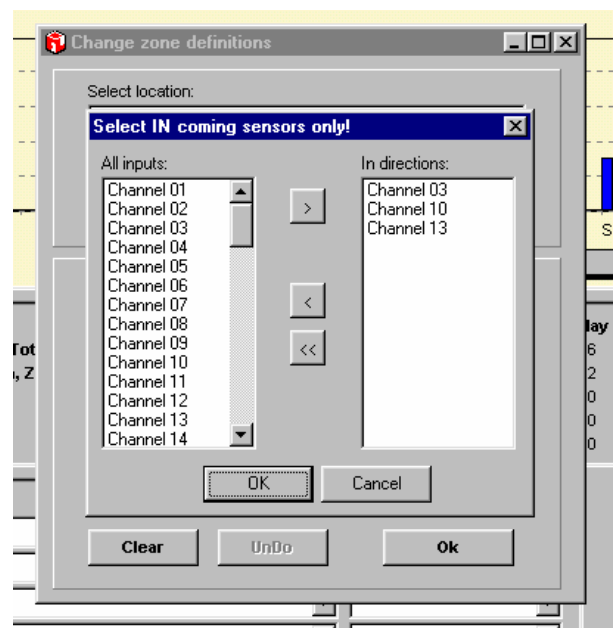 Change zone definitions
Select location:
Select IN coming sensors only!
All inputs:
In directions:
Channel 01
Channel 02
Channel 03
Channel 04
Channel 05
Channel 06
Channel 07
Channel 08
Channel 09
Channel 10
Channel 11
Channel 12
Channel 13
Channel 14
>
<
<<
Channel 03
Channel 10
Channel 13
OK
Cancel
Clear
UnDo
Ok
S
lay
6
2
0
0
0
Tot
, Z